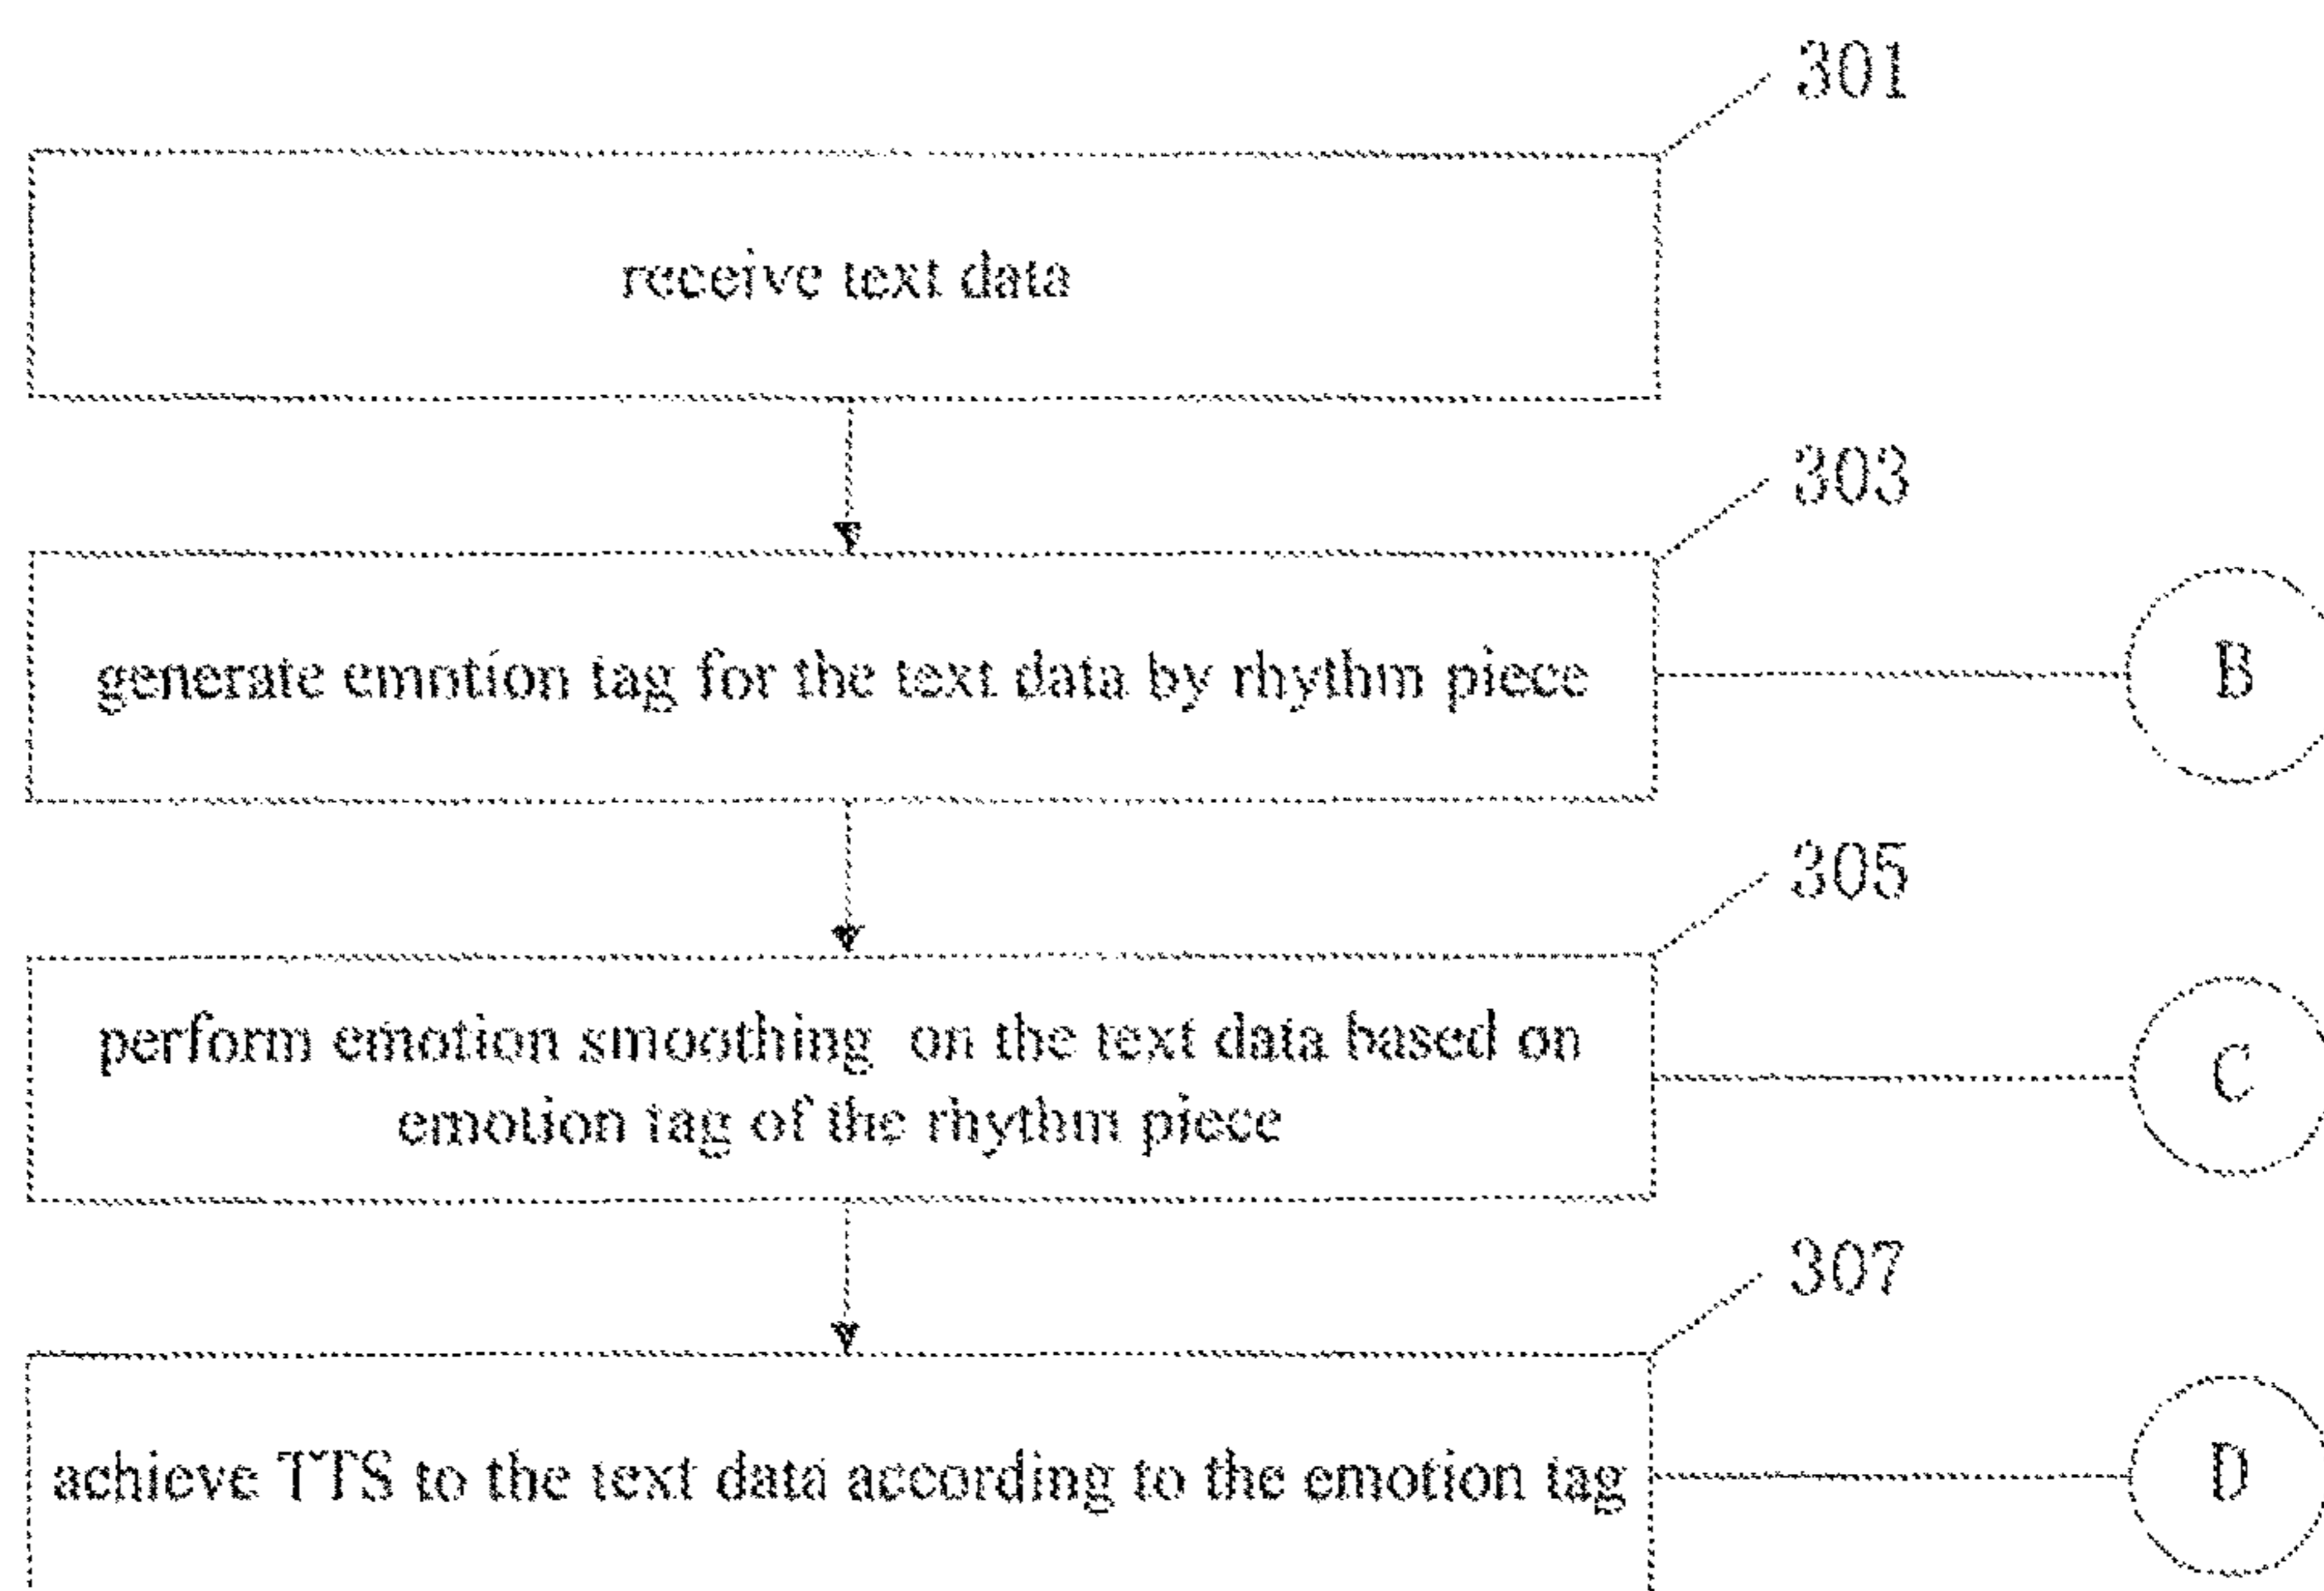 301
receive text data
303
generate emotion tag for the text data by rhythm piece
B
305
perform emotion smoothing on the text data based on
emotion tag of the rhythm piece
C
307
achieve TTS to the text data according to the emotion tag
D